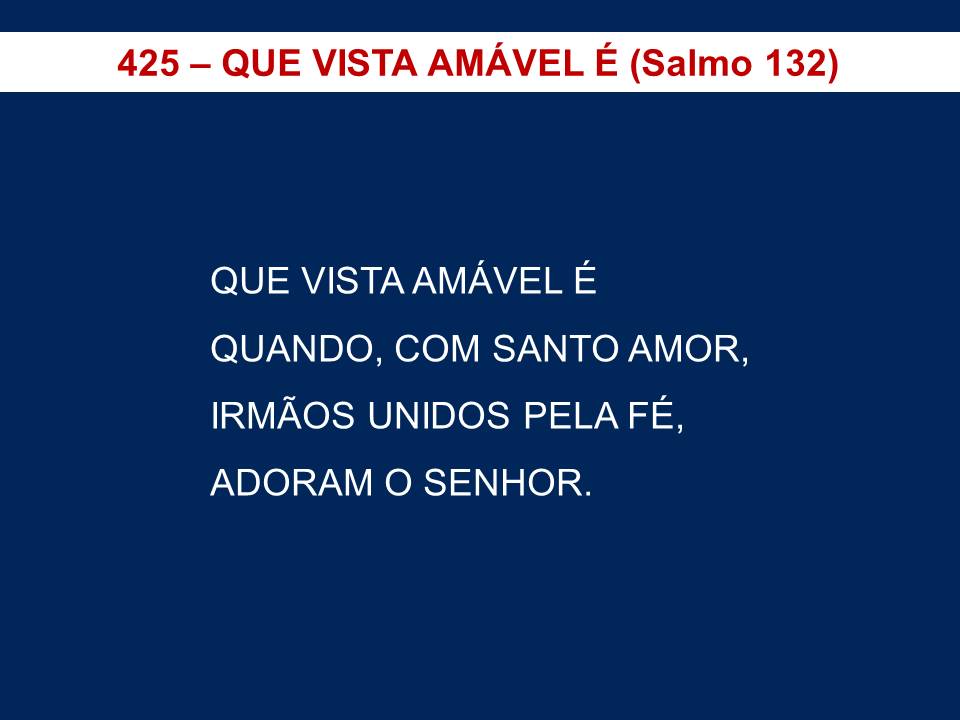 425 – QUE VISTA AMÁVEL É (Salmo 132)
QUE VISTA AMÁVEL É
QUANDO, COM SANTO AMOR,
IRMÃOS UNIDOS PELA FÉ,
ADORAM O SENHOR.